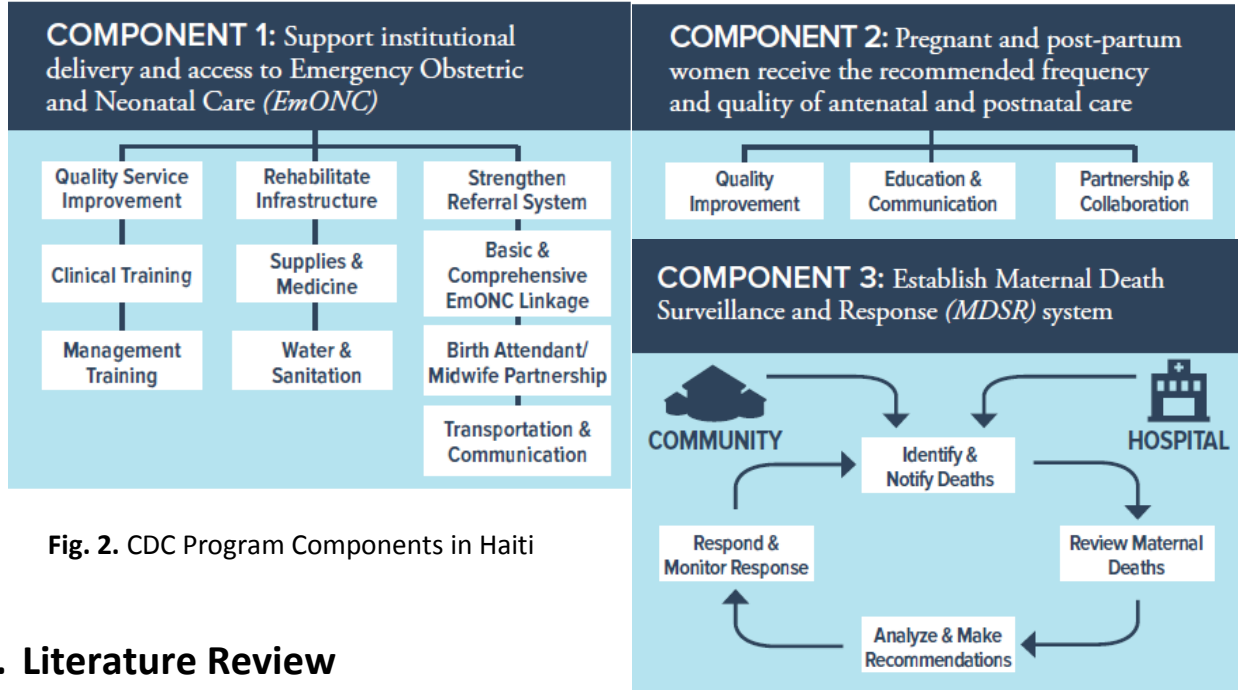 COMPONENT 1: Support institutional
delivery and access to Emergency Obstetric
and Neonatal Care (EmONC)
Quality Service
Improvement
Clinical Training
Management
Training
Rehabilitate
Infrastructure
Supplies &
Medicine
Water &
Sanitation
Strengthen
Referral System
Basic &
Comprehensive
EmONC Linkage
Birth Attendant/
Midwife Partnership
Transportation &
Communication
COMPONENT 2: Pregnant and post-partum
women receive the recommended frequency
and quality of antenatal and postnatal care
Quality
Improvement
Education &
Communication
Partnership &
Collaboration
COMPONENT 3: Establish Maternal Death
Surveillance and Response (MDSR) system
COMMUNITY
HOSPITAL
Identify &
Notify Deaths
Review Maternal
Deaths
Analyze & Make
Recommendations
Respond &
Monitor Response
Fig. 2. CDC Program Components in Haiti
. Literature Review